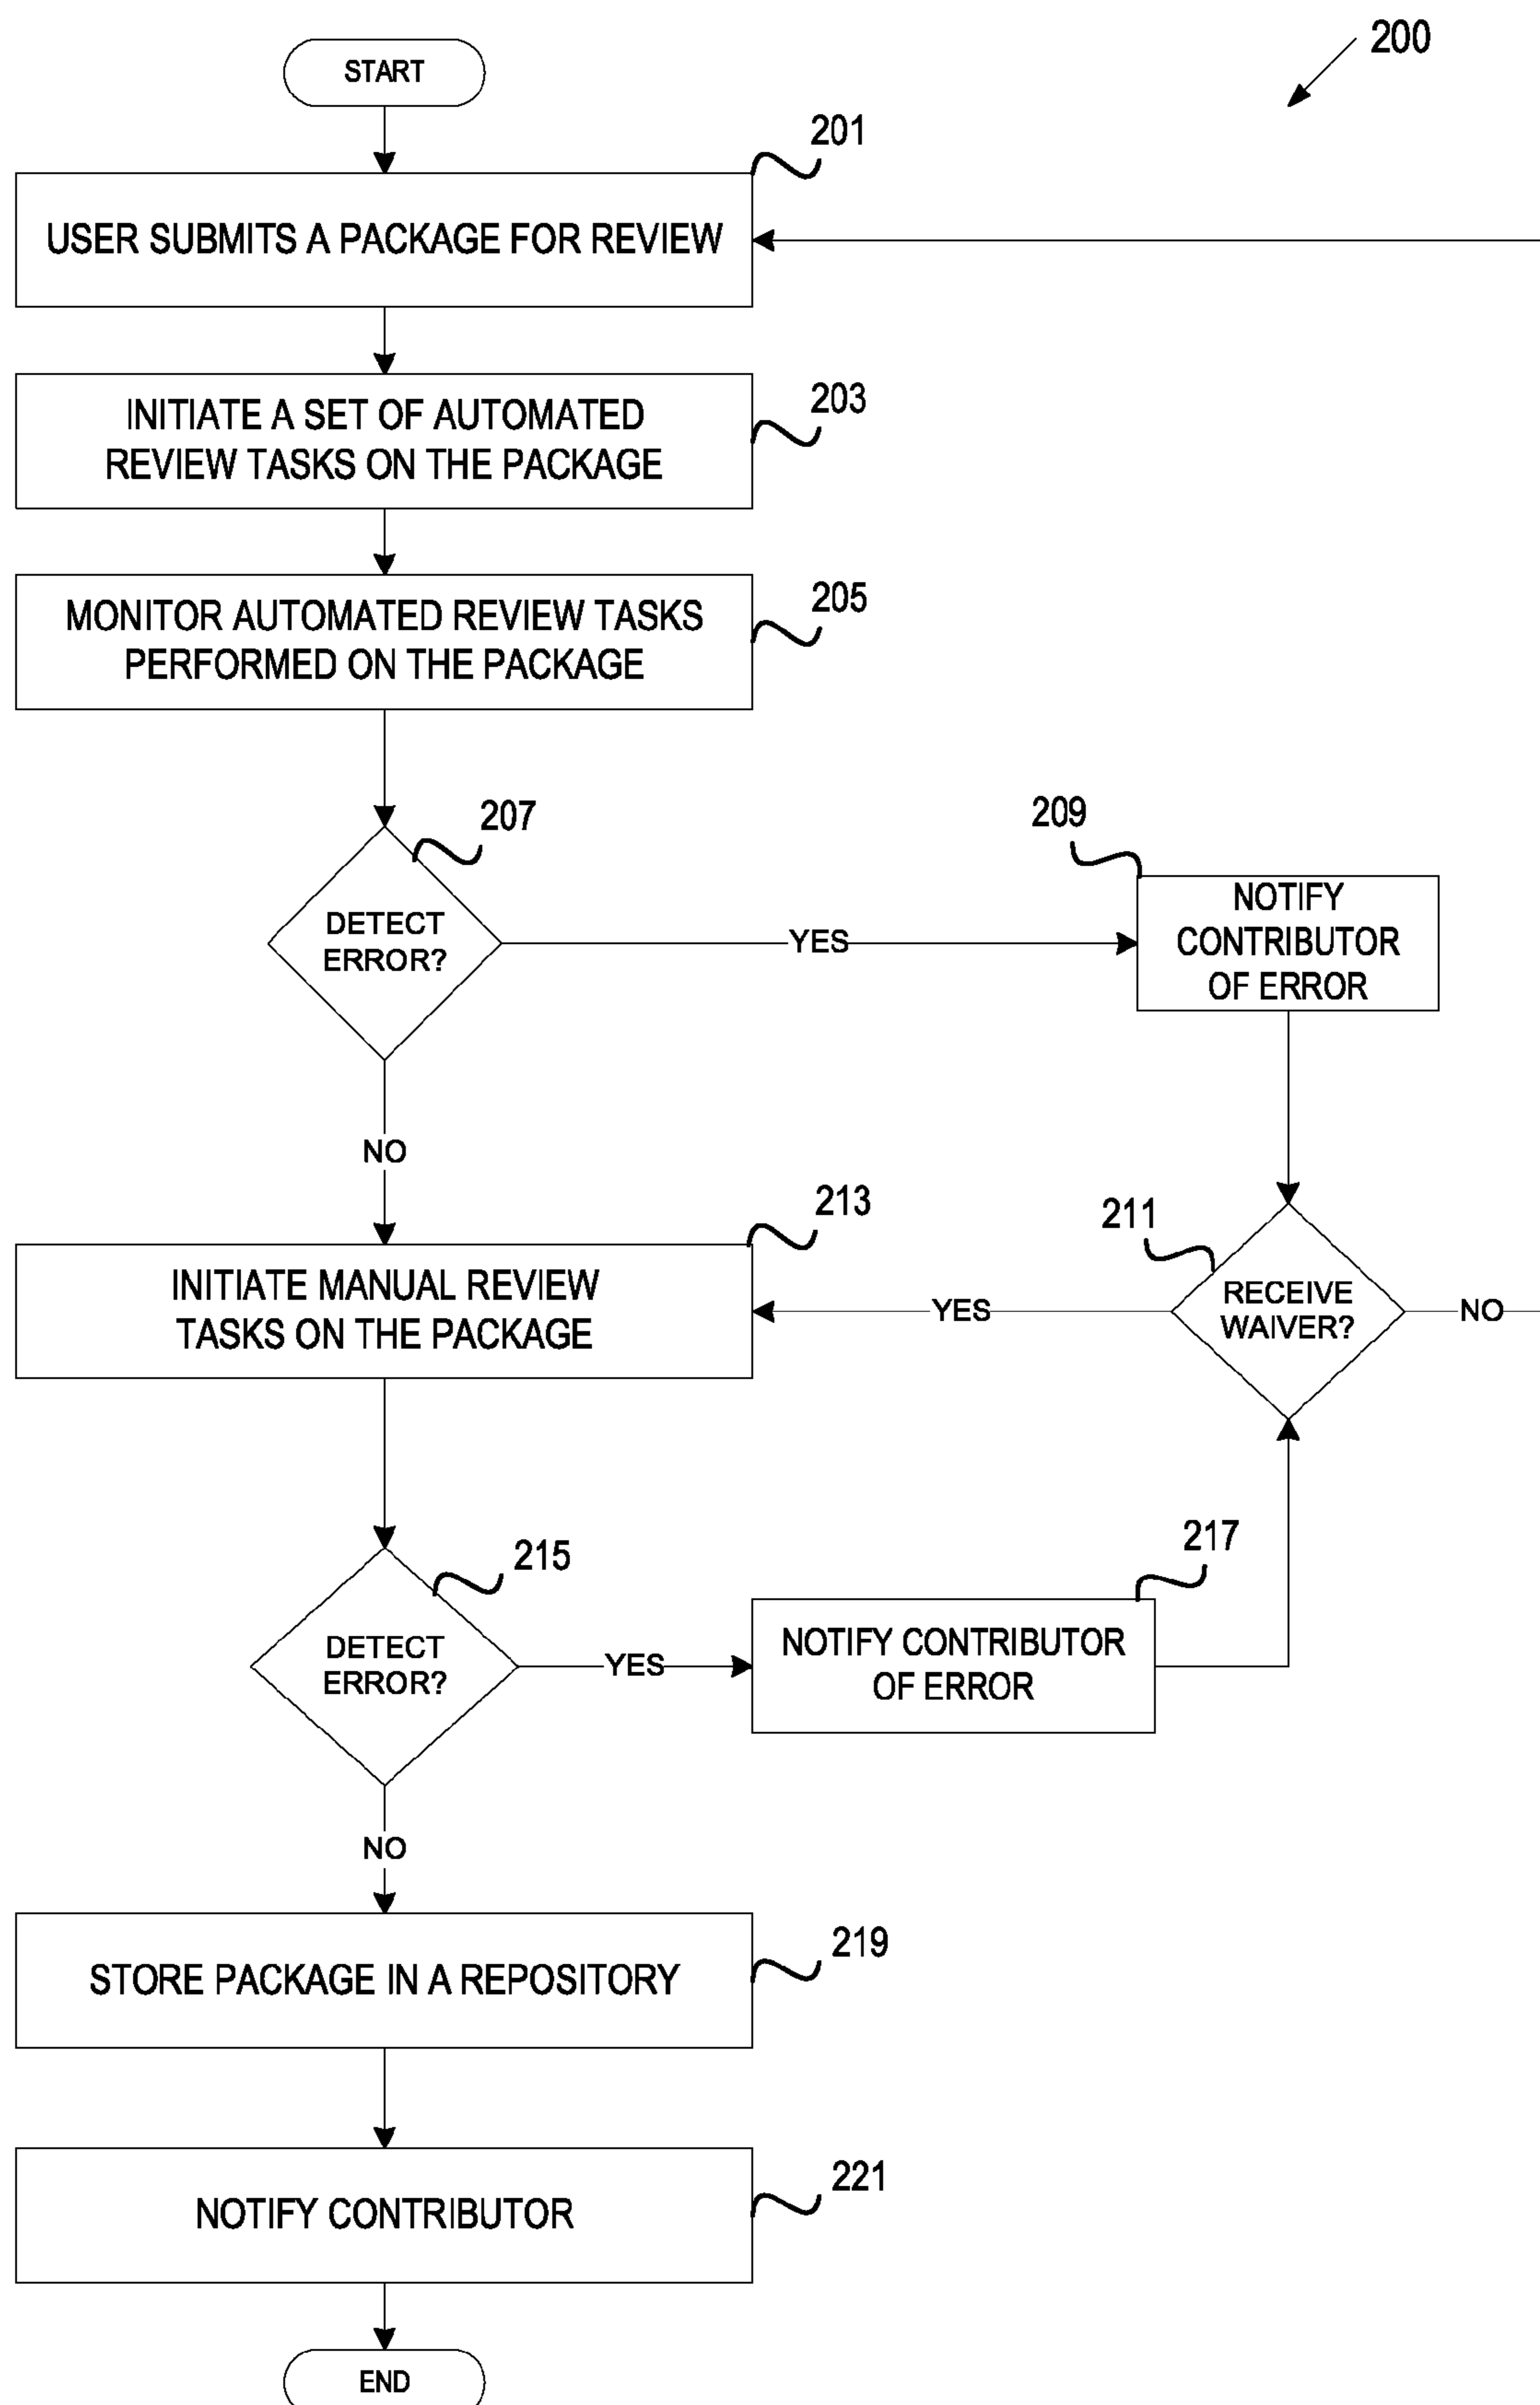 200
START
201
USER SUBMITS A PACKAGE FOR REVIEW
203
INITIATE A SET OF AUTOMATED
REVIEW TASKS ON THE PACKAGE
205
MONITOR AUTOMATED REVIEW TASKS
PERFORMED ON THE PACKAGE
207
DETECT
ERROR?
YES
209
NOTIFY
CONTRIBUTOR
OF ERROR
NO
213
INITIATE MANUAL REVIEW
TASKS ON THE PACKAGE
YES
211
RECEIVE
WAIVER?
NO
215
DETECT
ERROR?
YES
217
NOTIFY CONTRIBUTOR
OF ERROR
NO
219
STORE PACKAGE IN A REPOSITORY
221
NOTIFY CONTRIBUTOR
END